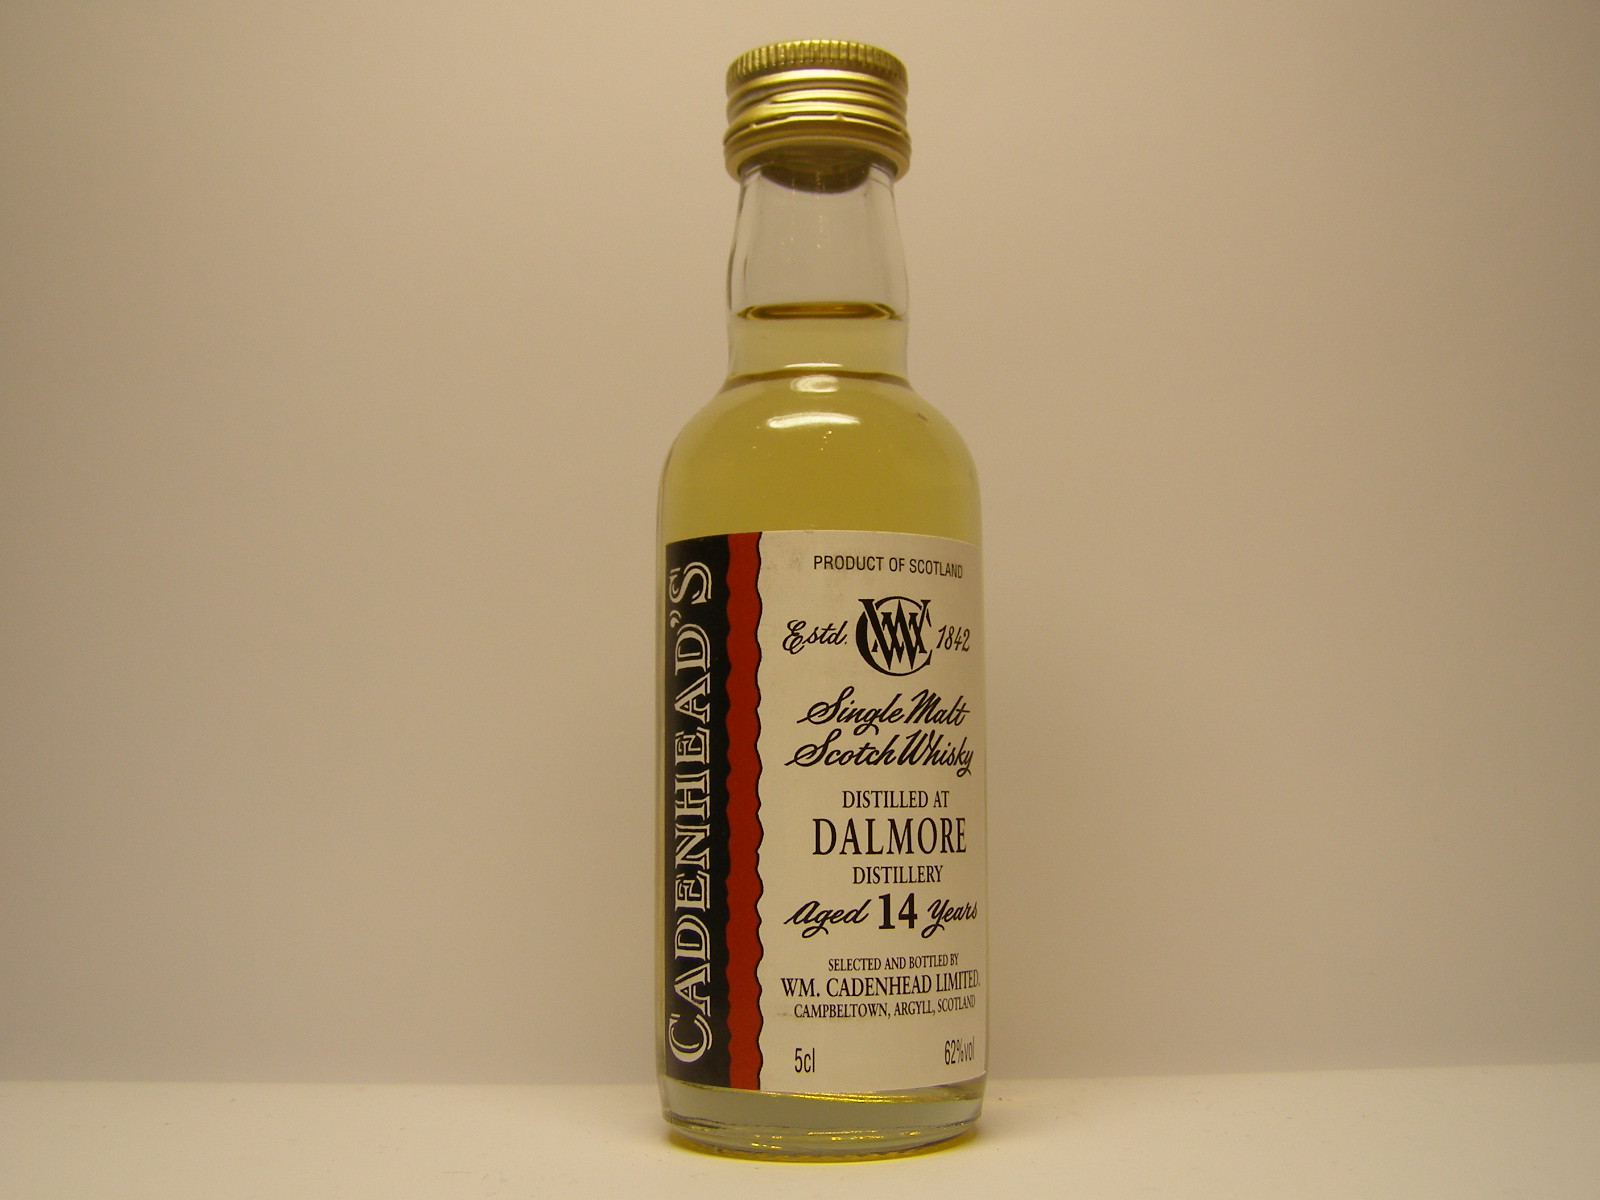 CADENHEAD'S
PRODUCT OF SCOTLAND
Estd. WC 1842
Single Malt
Scotch Whisky
DISTILLED AT
DALMORE
DISTILLERY
Aged 14 Years
SELECTED AND BOTTLED BY
WM. CADENHEAD LIMITED.
CAMPBELTOWN, ARGYLL, SCOTLAND
5cl 62%vol